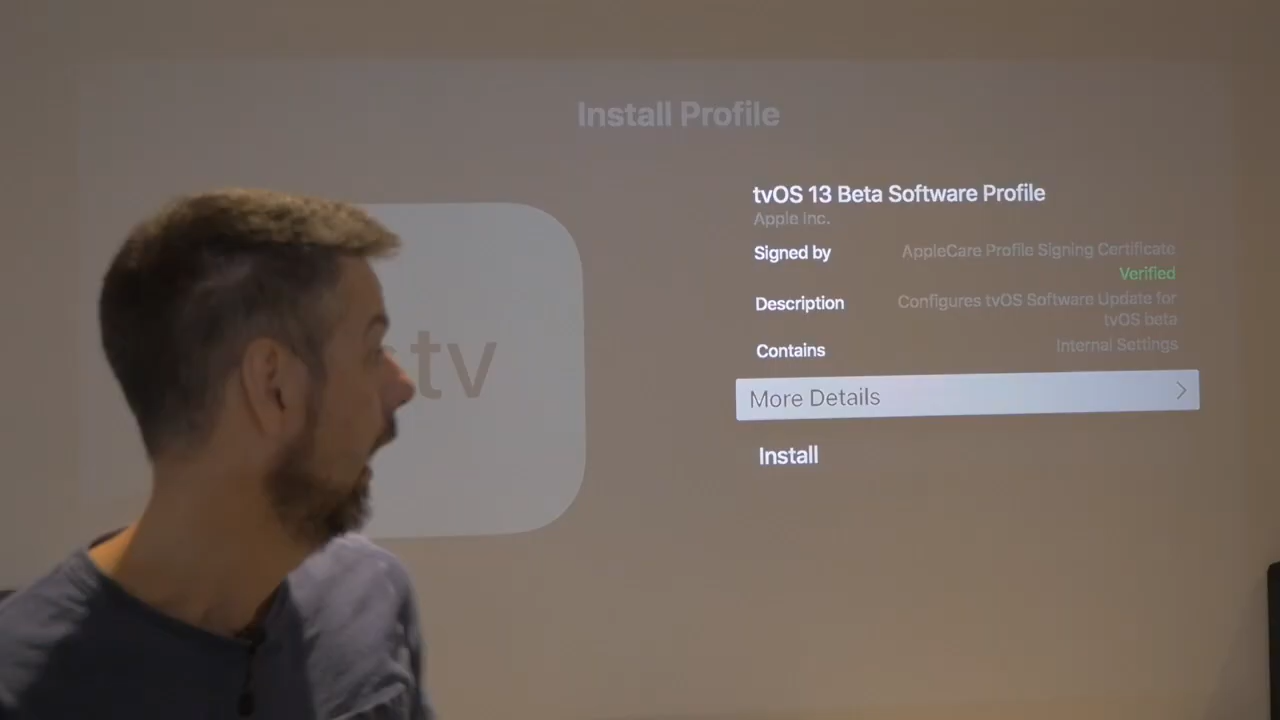 Install Profile
tv
tvOS 13 Beta Software Profile
Apple Inc.
Signed by
AppleCare Profile Signing Certificate
Verified
Description
Configures tvOS Software Update for
tvOS beta
Contains
Internal Settings
More Details
Install